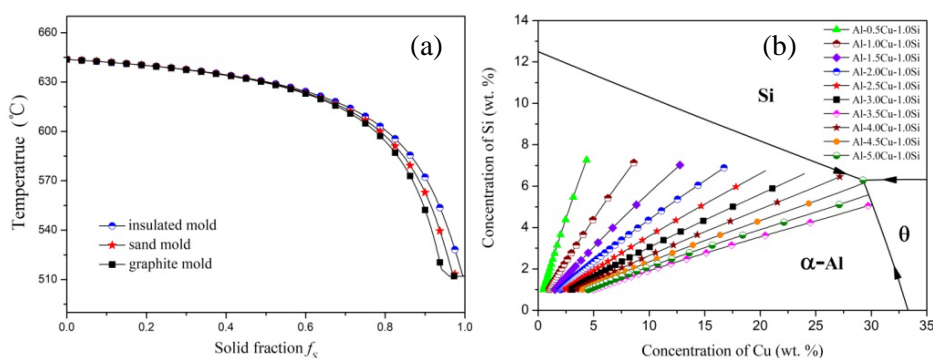 (a)
Temperatrue (℃)
660
630
600
570
540
510
insulated mold
sand mold
graphite mold
0.0 0.2 0.4 0.6 0.8 1.0
Solid fraction fs
(b)
Concentration of Si (wt. %)
14
12
10
8
6
4
2
0
Al-0.5Cu-1.0Si
Al-1.0Cu-1.0Si
Al-1.5Cu-1.0Si
Al-2.0Cu-1.0Si
Al-2.5Cu-1.0Si
Al-3.0Cu-1.0Si
Al-3.5Cu-1.0Si
Al-4.0Cu-1.0Si
Al-4.5Cu-1.0Si
Al-5.0Cu-1.0Si
Si
θ
α-Al
0 5 10 15 20 25 30 35
Concentration of Cu (wt. %)